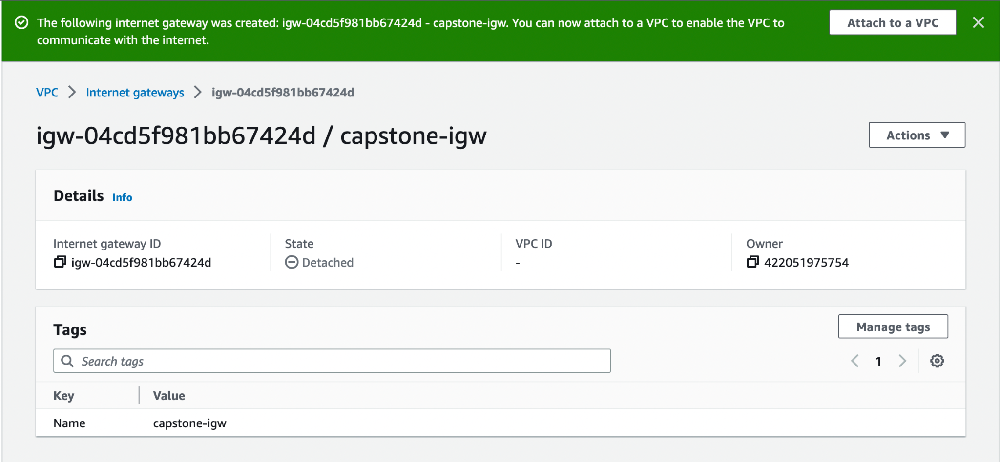 The following internet gateway was created: igw-04cd5f981bb67424d - capstone-igw. You can now attach to a VPC to enable the VPC to
communicate with the internet.
Attach to a VPC
VPC
Internet gateways
igw-04cd5f981bb67424d
igw-04cd5f981bb67424d / capstone-igw
Actions
Details Info
Internet gateway ID
igw-04cd5f981bb67424d
State
Detached
VPC ID
-
Owner
422051975754
Tags
Manage tags
Search tags
1
Key Value
Name capstone-igw